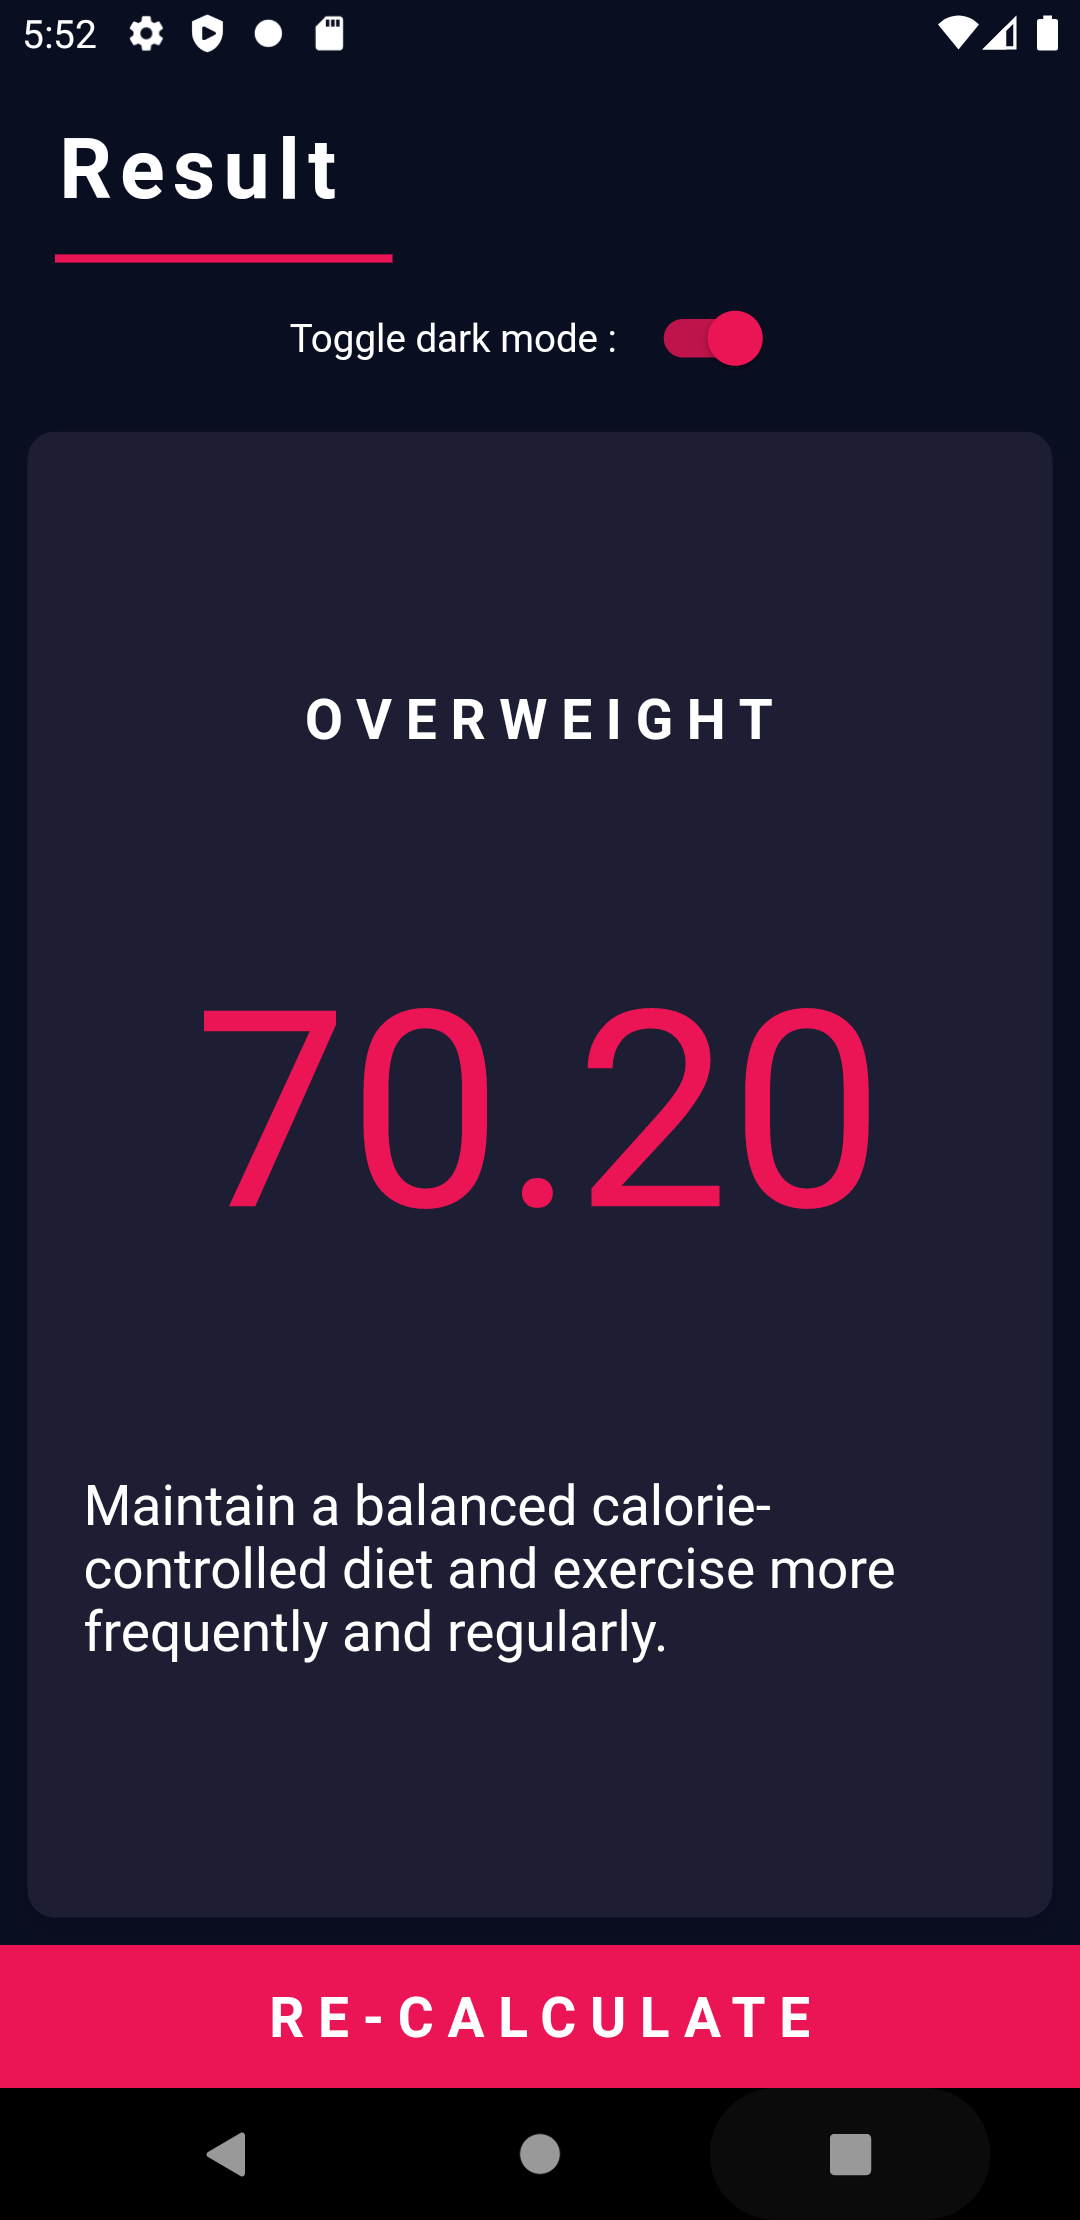 5:52
Result
Toggle dark mode :
OVERWEIGHT
70.20
Maintain a balanced calorie-
controlled diet and exercise more
frequently and regularly.
RE-CALCULATE